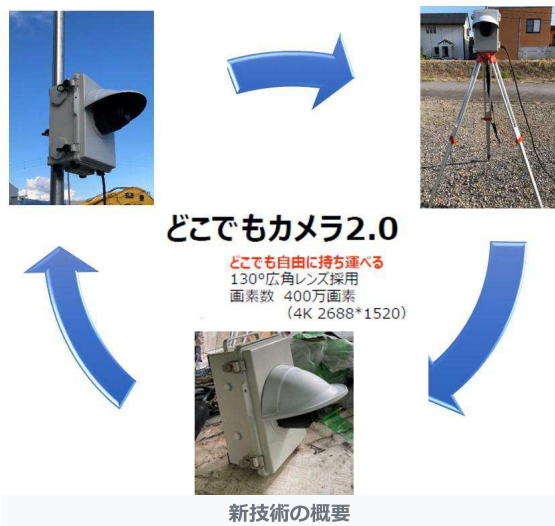 どこでもカメラ2.0
どこでも自由に持ち運べる
130°広角レンズ採用
画素数 400万画素
（4K 2688*1520）
新技術の概要